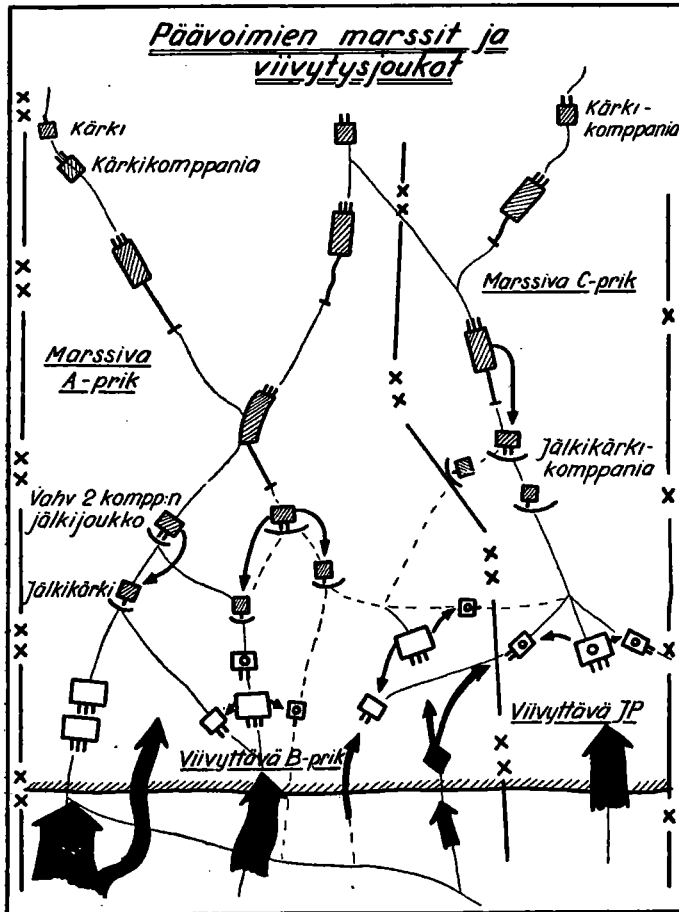 Päävoimien marssit ja
viivytysjoukot
Kärki
Kärkikomppania
Kärki-
komppania
Marssiva C-prik
Marssiva
A-prik
Jälkikärki-
komppania
Vahv 2 komp:n
jälkijoukko
Jälkikärki
Viivyttävä JP
Viivyttävä B-prik